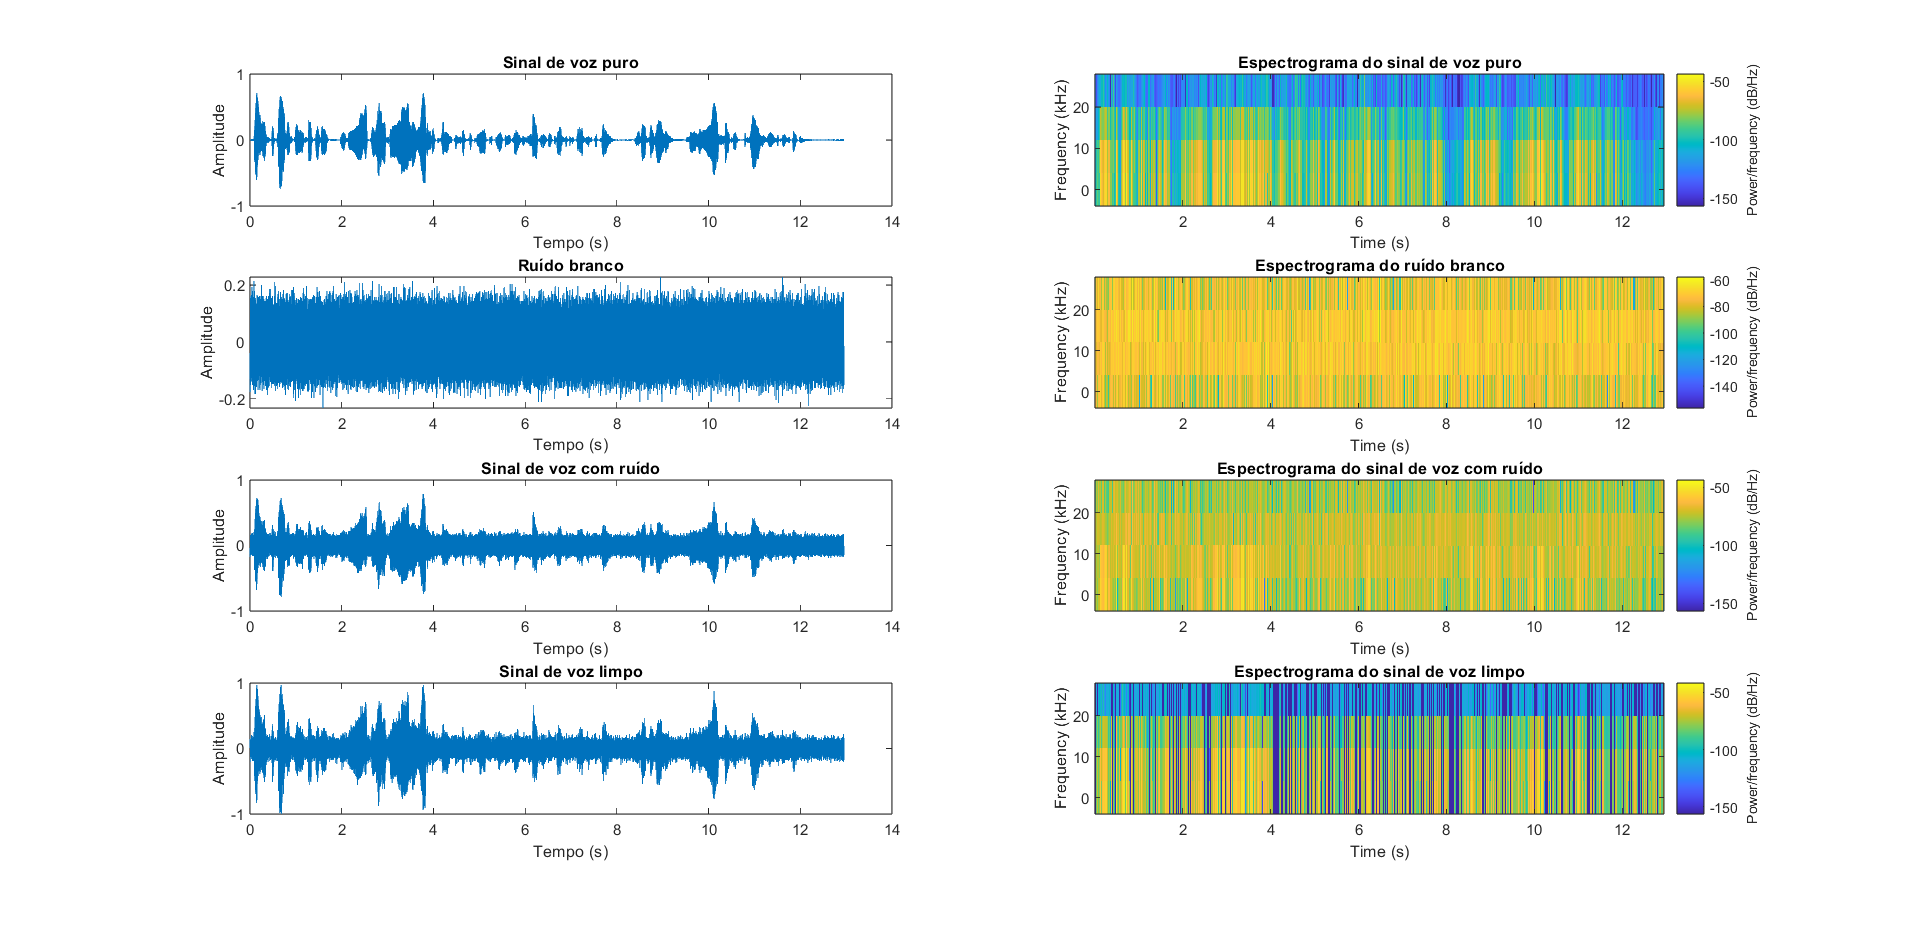 Sinal de voz puro
Amplitude
1
0
-1
0 2 4 6 8 10 12 14
Tempo (s)
Espectrograma do sinal de voz puro
Frequency (kHz)
20
10
0
2 4 6 8 10 12
Time (s)
-50
-100
-150
Power/frequency (dB/Hz)
Ruído branco
Amplitude
0.2
0
-0.2
0 2 4 6 8 10 12 14
Tempo (s)
Espectrograma do ruído branco
Frequency (kHz)
20
10
0
2 4 6 8 10 12
Time (s)
-60
-80
-100
-120
-140
Power/frequency (dB/Hz)
Sinal de voz com ruído
Amplitude
1
0
-1
0 2 4 6 8 10 12 14
Tempo (s)
Espectrograma do sinal de voz com ruído
Frequency (kHz)
20
10
0
2 4 6 8 10 12
Time (s)
-50
-100
-150
Power/frequency (dB/Hz)
Sinal de voz limpo
Amplitude
1
0
-1
0 2 4 6 8 10 12 14
Tempo (s)
Espectrograma do sinal de voz limpo
Frequency (kHz)
20
10
0
2 4 6 8 10 12
Time (s)
-50
-100
-150
Power/frequency (dB/Hz)